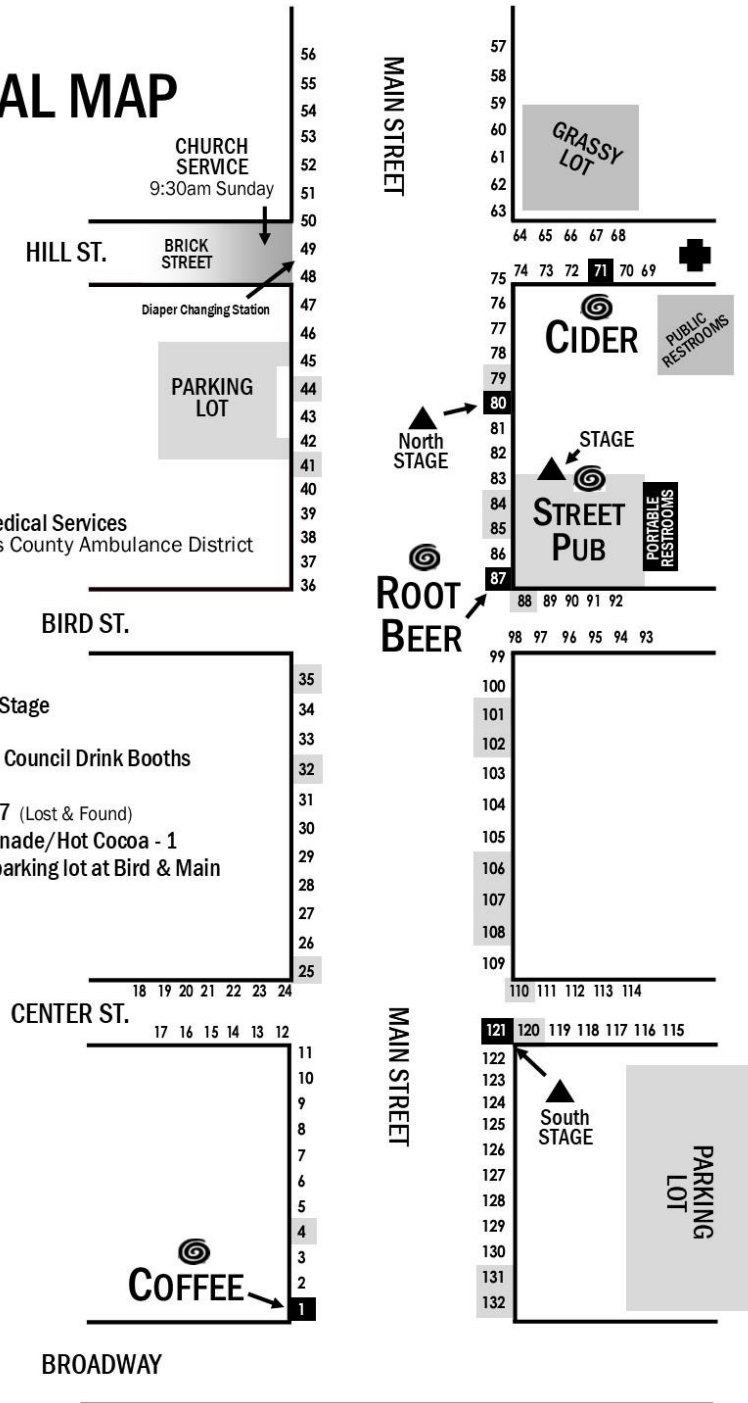 AL MAP
CHURCH
SERVICE
9:30am Sunday
HILL ST.
BRICK
STREET
Diaper Changing Station
PARKING
LOT
edical Services
s County Ambulance District
BIRD ST.
Stage
Council Drink Booths
7 (Lost & Found)
nade/Hot Cocoa - 1
parking lot at Bird & Main
CENTER ST.
COFFEE
BROADWAY
56
55
54
53
52
51
50
49
48
47
46
45
44
43
42
41
40
39
38
37
36
35
34
33
32
31
30
29
28
27
26
25
18 19 20 21 22 23 24
17 16 15 14 13 12
11
10
9
8
7
6
5
4
3
2
1
MAIN STREET
North
STAGE
ROOT
BEER
MAIN STREET
57
58
59
60
61
62
63
GRASSY
LOT
64 65 66 67 68
75 74 73 72 71 70 69
76
77
78
79
80
81
82
83
84
85
86
87
CIDER
PUBLIC
RESTROOMS
STAGE
STREET
PUB
PORTABLE
RESTROOMS
88 89 90 91 92
98 97 96 95 94 93
99
100
101
102
103
104
105
106
107
108
109
110 111 112 113 114
121 120 119 118 117 116 115
122
123
124
125
126
127
128
129
130
131
132
South
STAGE
PARKING
LOT